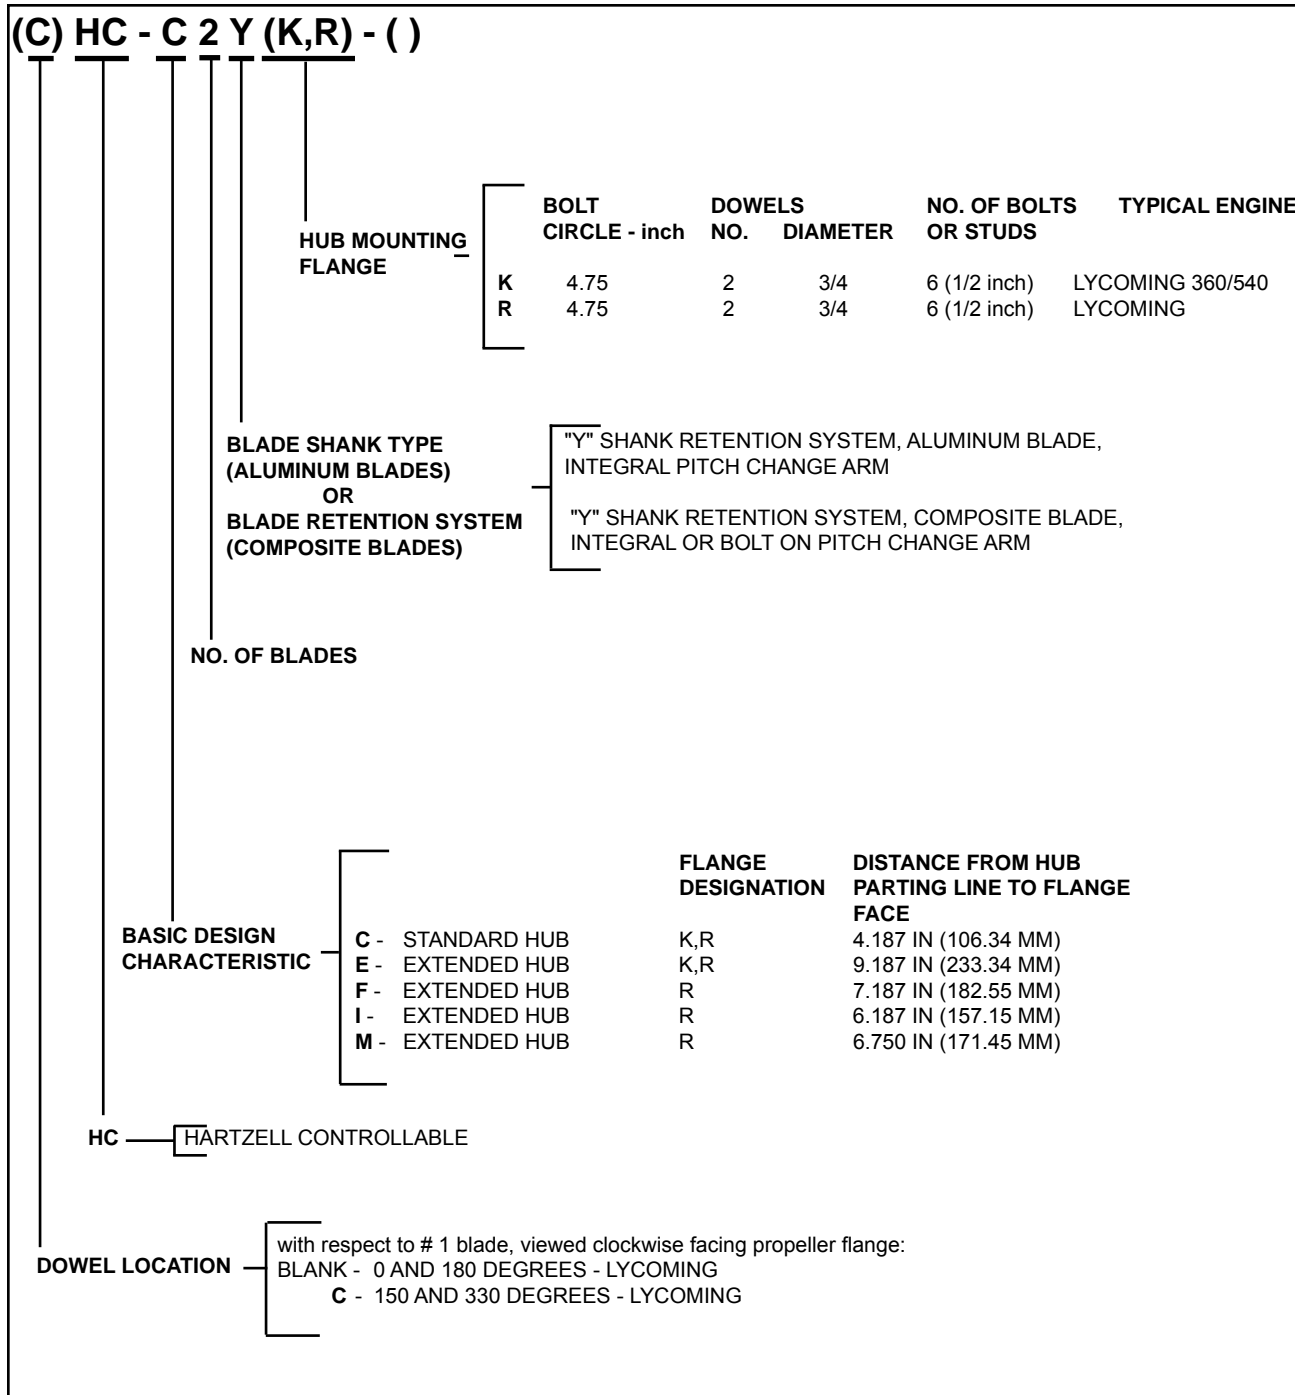 (C) HC - C 2 Y (K,R) - ( )
BOLT DOWELS NO. OF BOLTS TYPICAL ENGINE
CIRCLE - inch NO. DIAMETER OR STUDS
HUB MOUNTING
FLANGE
K 4.75 2 3/4 6 (1/2 inch) LYCOMING 360/540
R 4.75 2 3/4 6 (1/2 inch) LYCOMING
BLADE SHANK TYPE
(ALUMINUM BLADES)
OR
BLADE RETENTION SYSTEM
(COMPOSITE BLADES)
"Y" SHANK RETENTION SYSTEM, ALUMINUM BLADE,
INTEGRAL PITCH CHANGE ARM
"Y" SHANK RETENTION SYSTEM, COMPOSITE BLADE,
INTEGRAL OR BOLT ON PITCH CHANGE ARM
NO. OF BLADES
FLANGE DISTANCE FROM HUB
DESIGNATION PARTING LINE TO FLANGE
FACE
BASIC DESIGN
CHARACTERISTIC
C - STANDARD HUB K,R 4.187 IN (106.34 MM)
E - EXTENDED HUB K,R 9.187 IN (233.34 MM)
F - EXTENDED HUB R 7.187 IN (182.55 MM)
I - EXTENDED HUB R 6.187 IN (157.15 MM)
M - EXTENDED HUB R 6.750 IN (171.45 MM)
HC HARTZELL CONTROLLABLE
DOWEL LOCATION
with respect to # 1 blade, viewed clockwise facing propeller flange:
BLANK - 0 AND 180 DEGREES - LYCOMING
C - 150 AND 330 DEGREES - LYCOMING